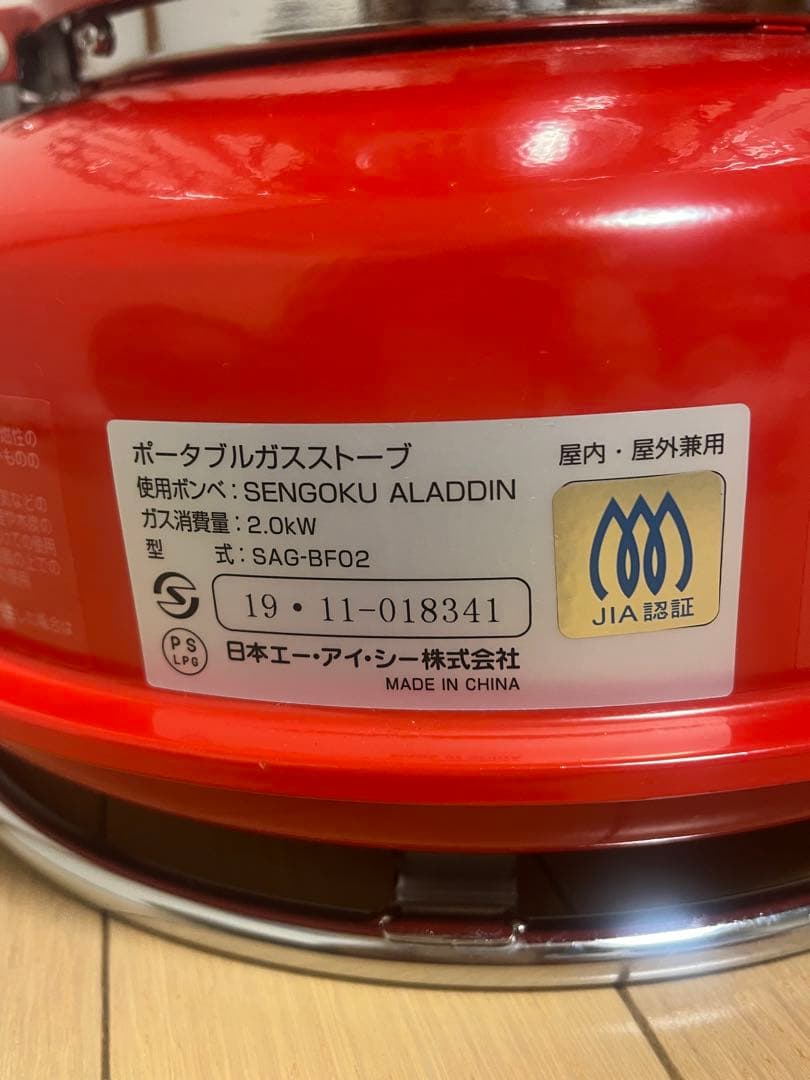 ポータブルガスストーブ
屋内・屋外兼用
使用ボンベ：SENGOKU ALADDIN
ガス消費量：2.0kW
型　　式：SAG-BF02
19・11-018341
JIA認証
PS
LPG
日本エー・アイ・シー株式会社
MADE IN CHINA